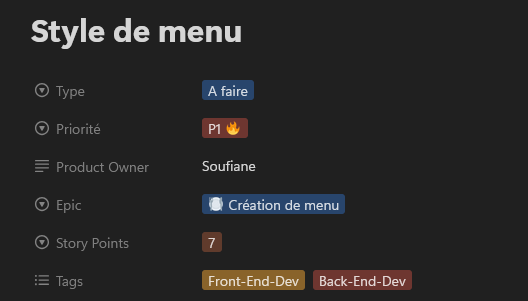 Style de menu
Type A faire
Priorité P1 🔥
Product Owner Soufiane
Epic 🍽️ Création de menu
Story Points 7
Tags Front-End-Dev Back-End-Dev